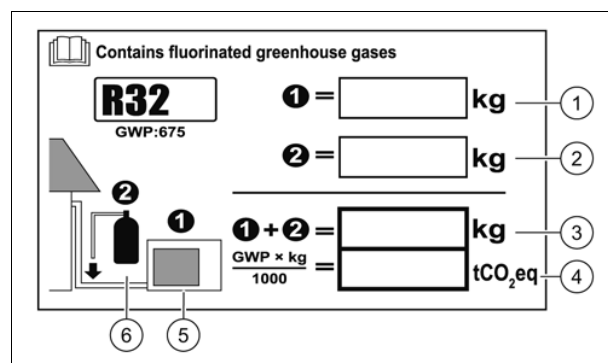 Contains fluorinated greenhouse gases
R32
GWP:675
❶ = kg
1
❷ = kg
2
❷
❶
❶+❷ = kg
3
GWP × kg
1000
= tCO₂eq
4
6
5